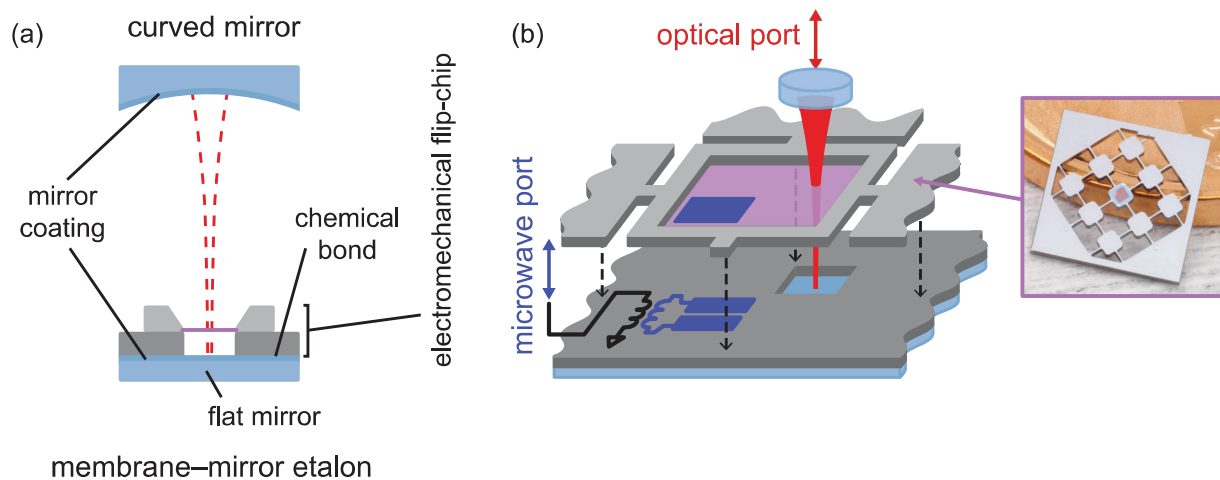 (a)
curved mirror
mirror
coating
chemical
bond
flat mirror
membrane–mirror etalon
electromechanical flip-chip
(b)
optical port
microwave port